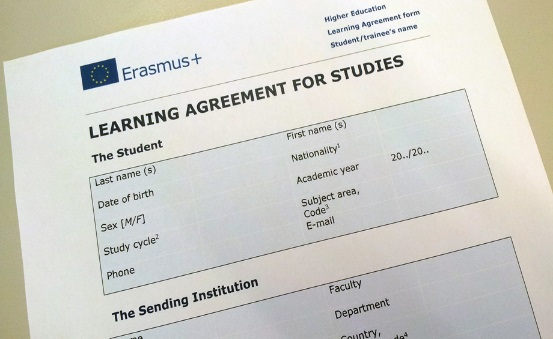 Higher Education
Learning Agreement form
Student/trainee's name
Erasmus+
LEARNING AGREEMENT FOR STUDIES
The Student
Last name (s)
First name (s)
Date of birth
Nationality¹
Sex [M/F]
Academic year
20../20..
Study cycle²
Subject area,
Code³
Phone
E-mail
The Sending Institution
Faculty
Department
Country,